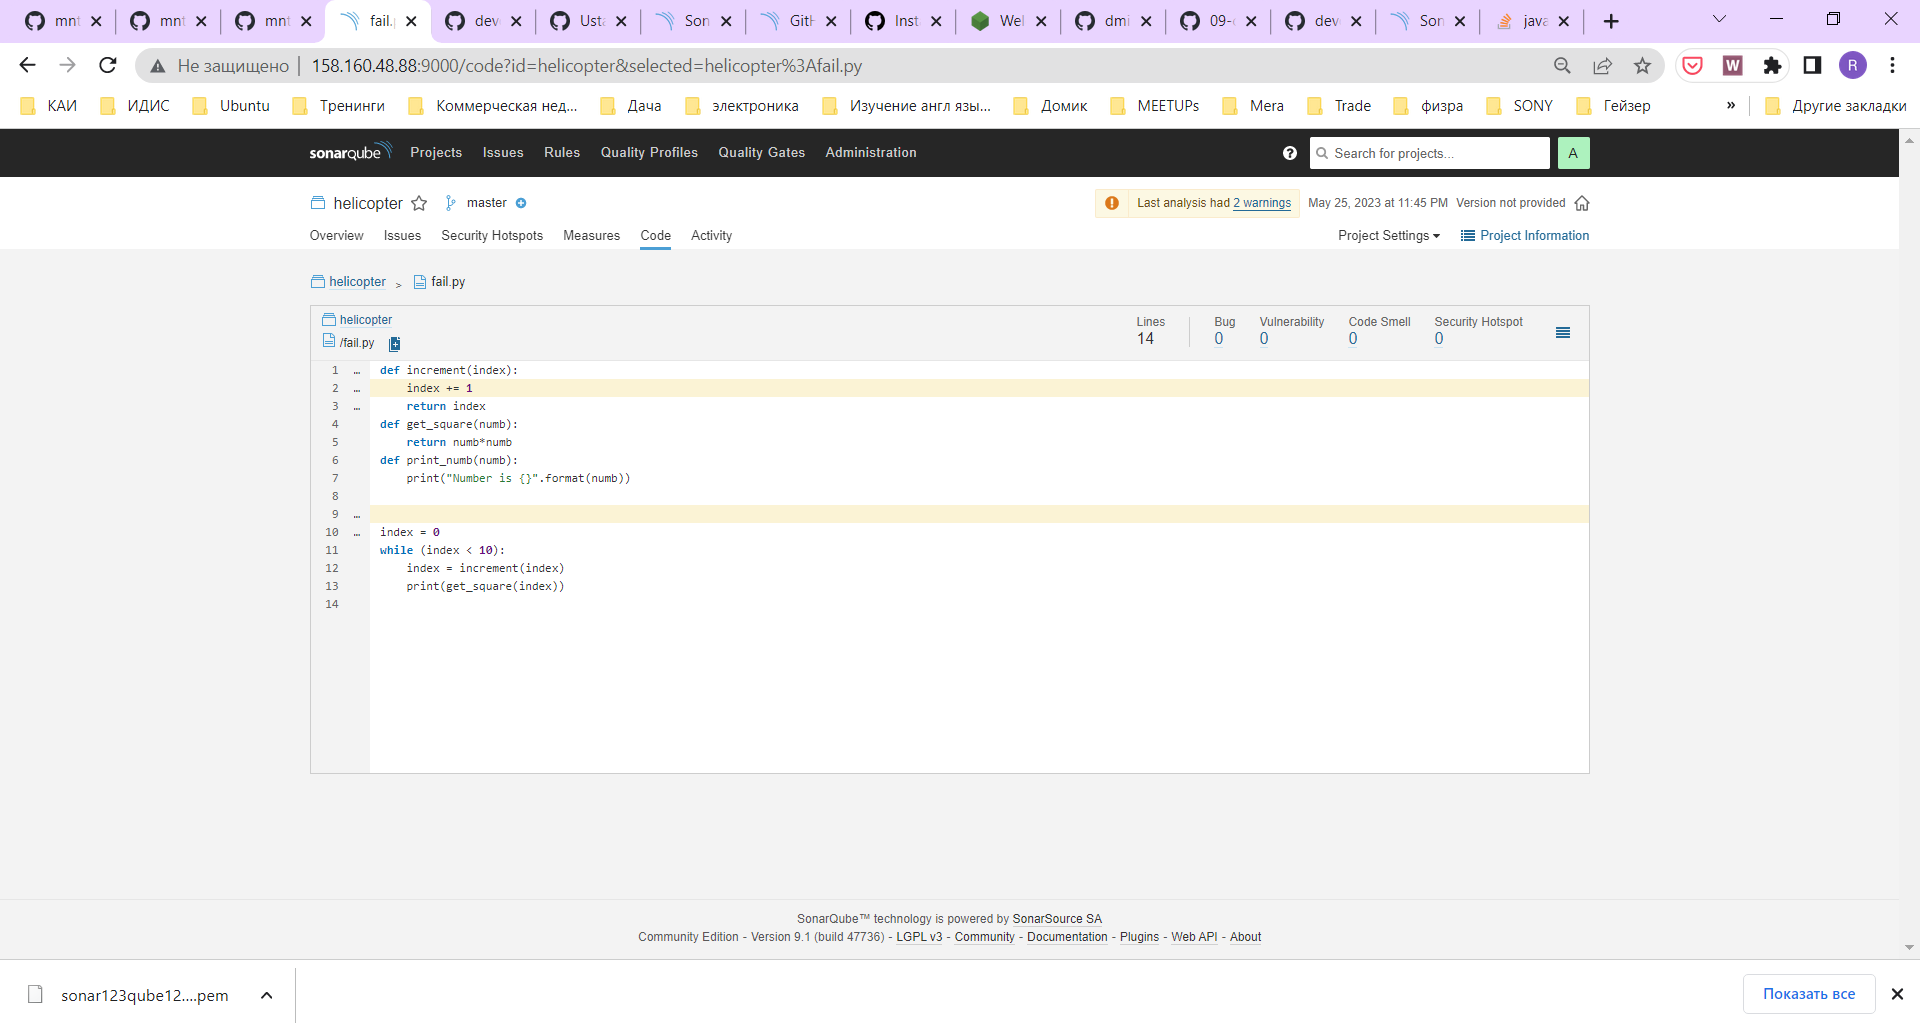 mnt mnt mnt fail. dev Usta Son GitH Inst Wel dmi 09- dev Son java
Не защищено 158.160.48.88:9000/code?id=helicopter&selected=helicopter%3Afail.py W R
КАИ ИДИС Ubuntu Тренинги Коммерческая нед... Дача электроника Изучение англ язы... Домик MEETUPs Mera Trade физра SONY Гейзер » Другие закладки
sonarqube Projects Issues Rules Quality Profiles Quality Gates Administration ? Search for projects... A
helicopter master Last analysis had 2 warnings May 25, 2023 at 11:45 PM Version not provided
Overview Issues Security Hotspots Measures Code Activity Project Settings Project Information
helicopter > fail.py
helicopter
/fail.py
Lines Bug Vulnerability Code Smell Security Hotspot
14 0 0 0 0
1 … def increment(index):
2 … index += 1
3 … return index
4 def get_square(numb):
5 return numb*numb
6 def print_numb(numb):
7 print("Number is {}".format(numb))
8
9 …
10 … index = 0
11 while (index < 10):
12 index = increment(index)
13 print(get_square(index))
14
SonarQube™ technology is powered by SonarSource SA
Community Edition - Version 9.1 (build 47736) - LGPL v3 - Community - Documentation - Plugins - Web API - About
sonar123qube12....pem Показать все